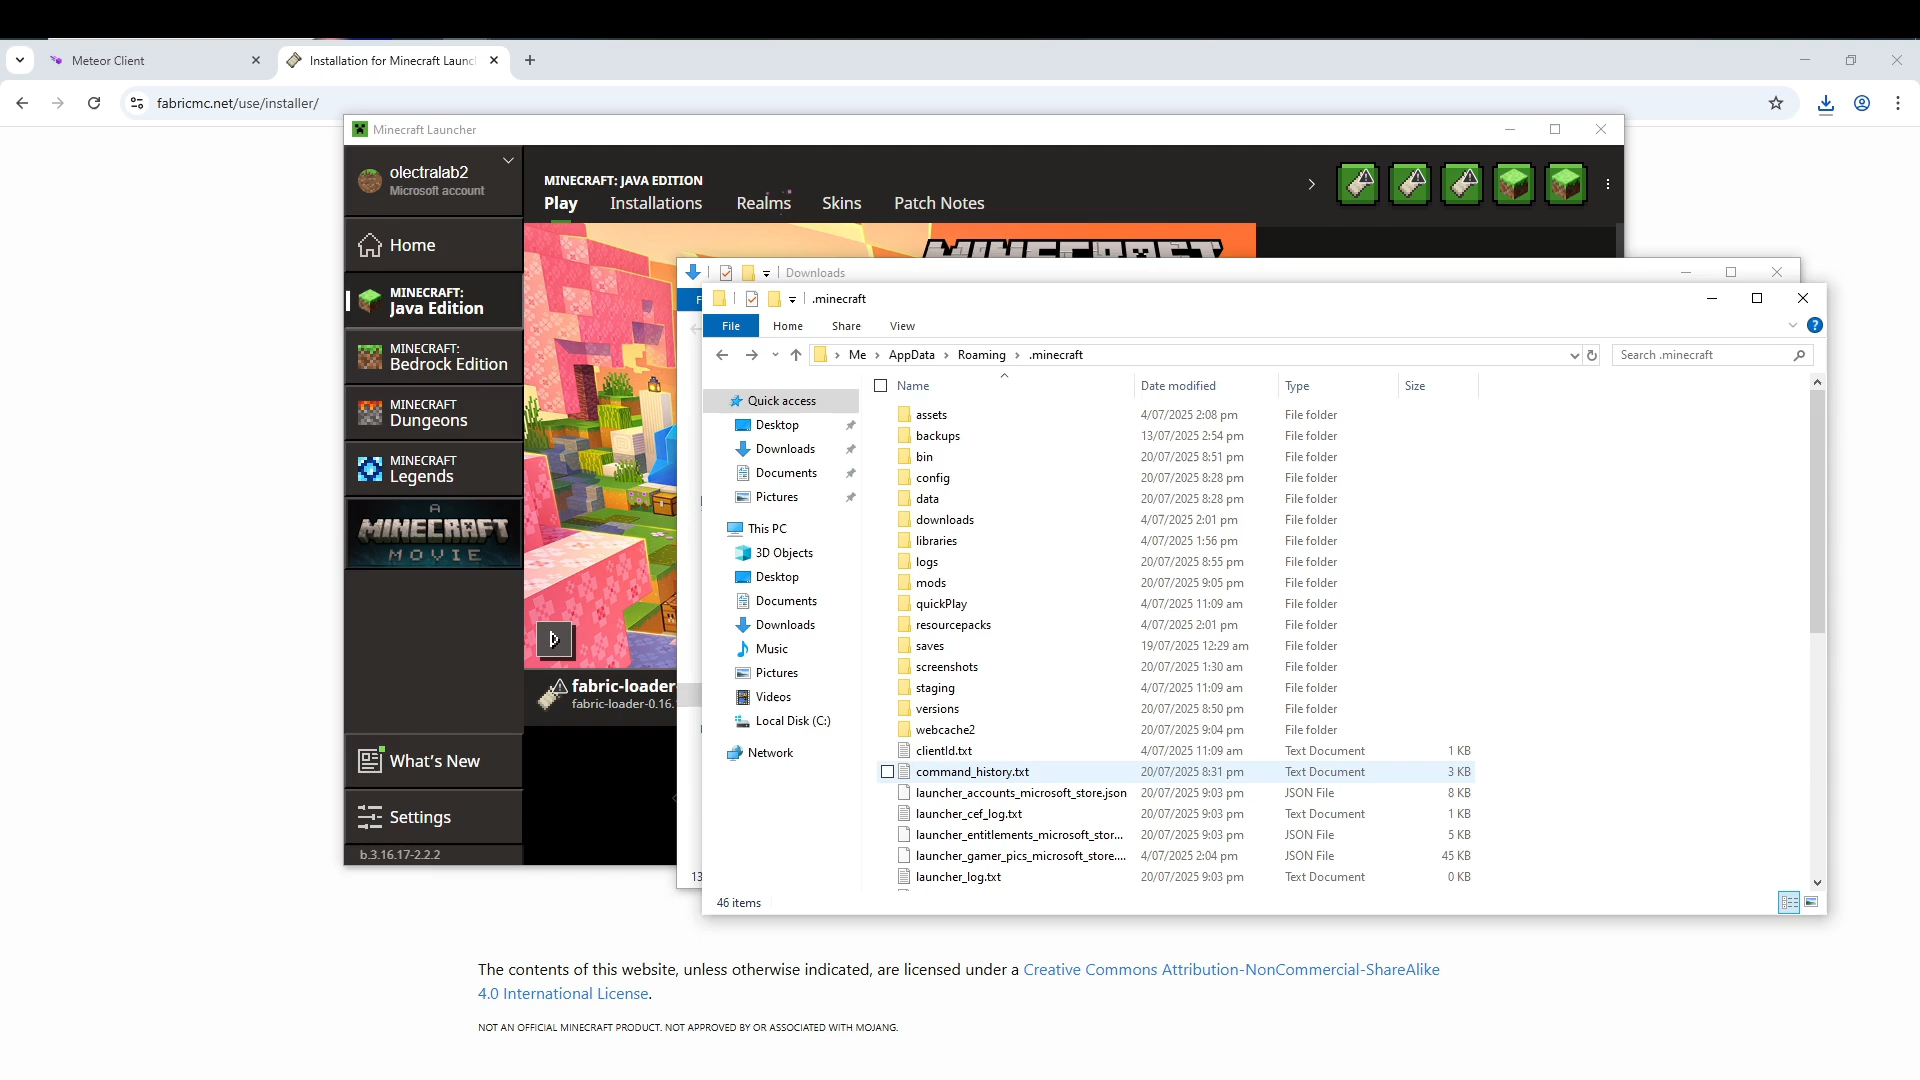 Meteor Client
Installation for Minecraft Launc
fabricmc.net/use/installer/
Minecraft Launcher
olectralab2
Microsoft account
Home
MINECRAFT:
Java Edition
MINECRAFT:
Bedrock Edition
MINECRAFT
Dungeons
MINECRAFT
Legends
A
MINECRAFT
MOVIE
What's New
Settings
b.3.16.17-2.2.2
MINECRAFT: JAVA EDITION
Play Installations Realms Skins Patch Notes
MINECRAFT
fabric-loader-
fabric-loader-0.16.
Downloads
F
13
.minecraft
File Home Share View
Me AppData Roaming .minecraft
Search .minecraft
Quick access
Desktop
Downloads
Documents
Pictures
This PC
3D Objects
Desktop
Documents
Downloads
Music
Pictures
Videos
Local Disk (C:)
Network
Name Date modified Type Size
assets 4/07/2025 2:08 pm File folder
backups 13/07/2025 2:54 pm File folder
bin 20/07/2025 8:51 pm File folder
config 20/07/2025 8:28 pm File folder
data 20/07/2025 8:28 pm File folder
downloads 4/07/2025 2:01 pm File folder
libraries 4/07/2025 1:56 pm File folder
logs 20/07/2025 8:55 pm File folder
mods 20/07/2025 9:05 pm File folder
quickPlay 4/07/2025 11:09 am File folder
resourcepacks 4/07/2025 2:01 pm File folder
saves 19/07/2025 12:29 am File folder
screenshots 20/07/2025 1:30 am File folder
staging 4/07/2025 11:09 am File folder
versions 20/07/2025 8:50 pm File folder
webcache2 20/07/2025 9:04 pm File folder
clientId.txt 4/07/2025 11:09 am Text Document 1 KB
command_history.txt 20/07/2025 8:31 pm Text Document 3 KB
launcher_accounts_microsoft_store.json 20/07/2025 9:03 pm JSON File 8 KB
launcher_cef_log.txt 20/07/2025 9:03 pm Text Document 1 KB
launcher_entitlements_microsoft_stor... 20/07/2025 9:03 pm JSON File 5 KB
launcher_gamer_pics_microsoft_store.... 4/07/2025 2:04 pm JSON File 45 KB
launcher_log.txt 20/07/2025 9:03 pm Text Document 0 KB
46 items
The contents of this website, unless otherwise indicated, are licensed under a Creative Commons Attribution-NonCommercial-ShareAlike
4.0 International License.
NOT AN OFFICIAL MINECRAFT PRODUCT. NOT APPROVED BY OR ASSOCIATED WITH MOJANG.